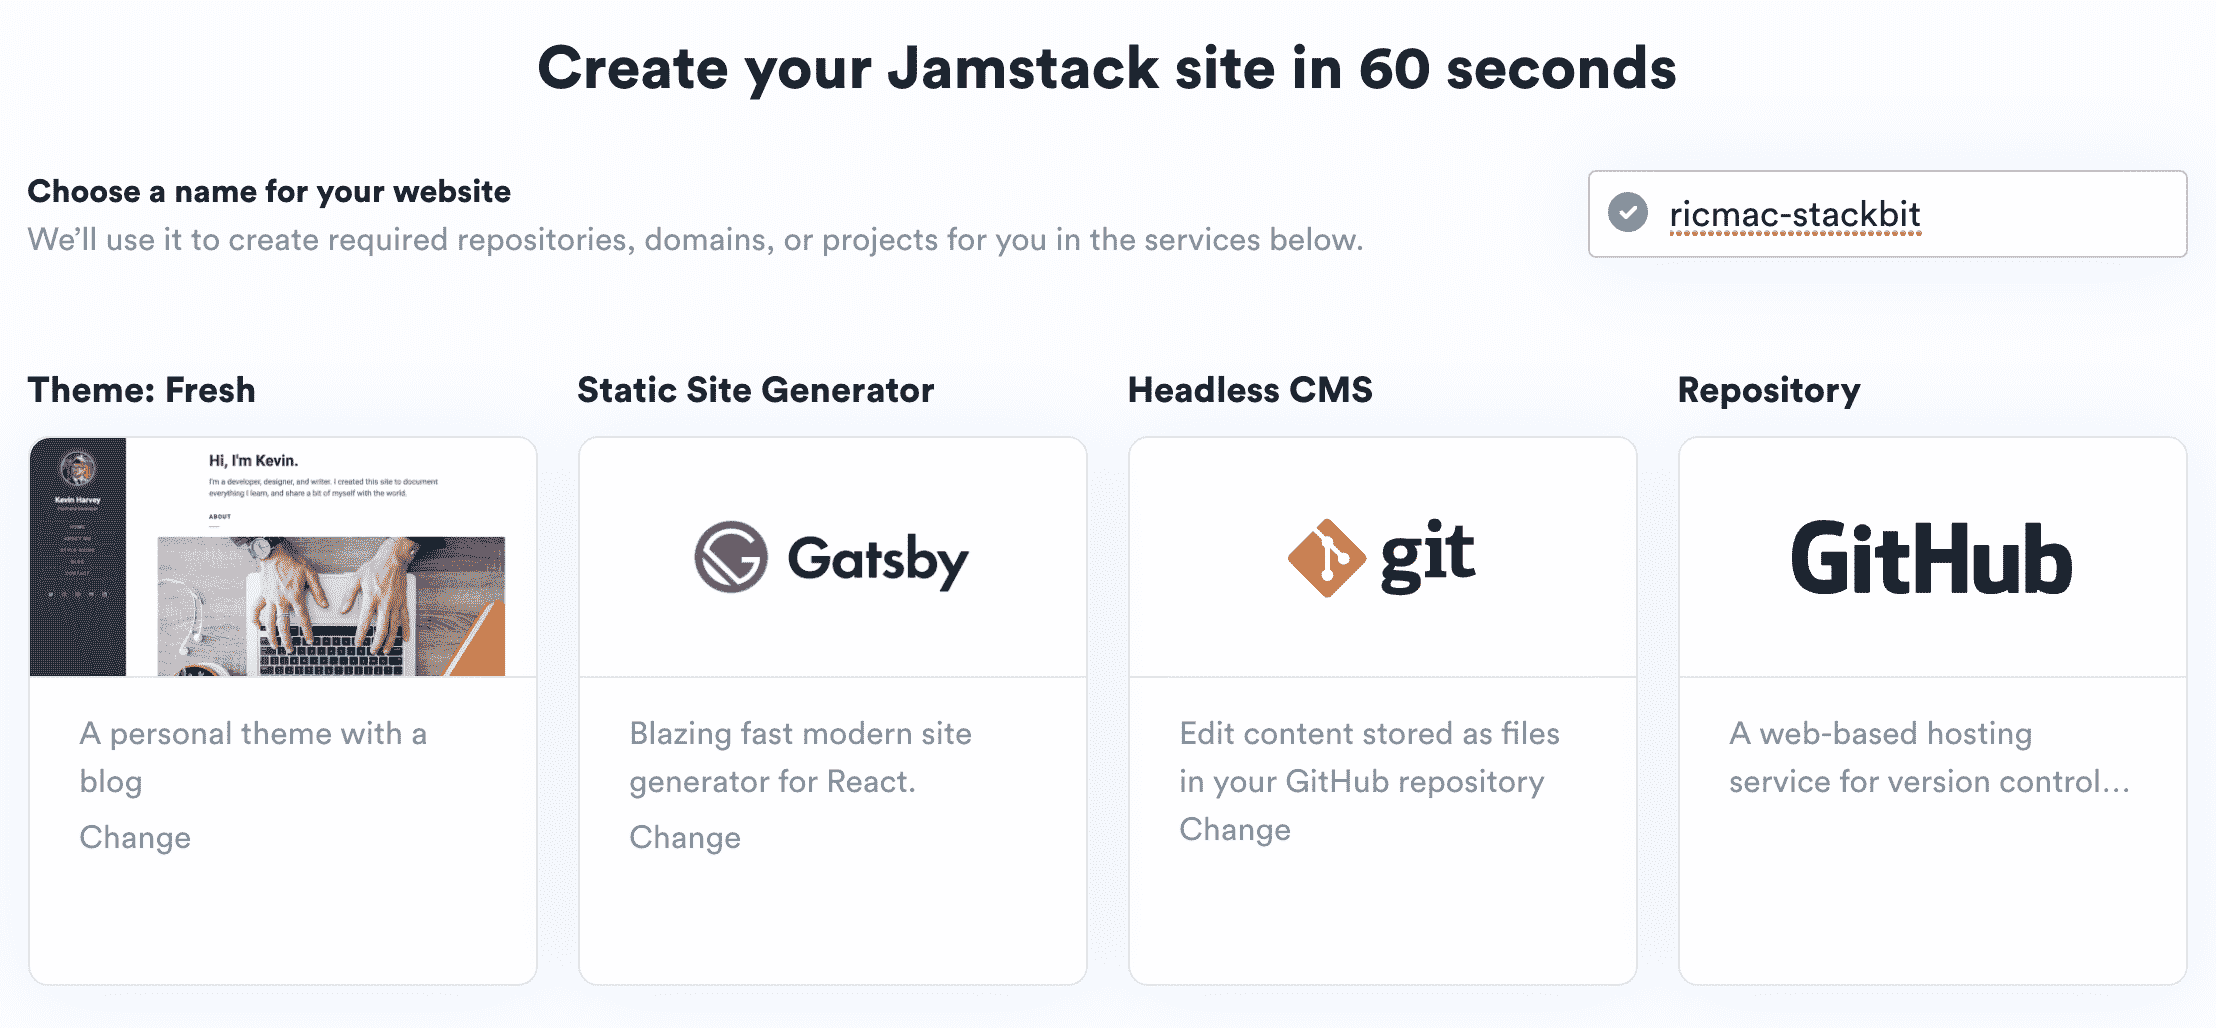 Create your Jamstack site in 60 seconds
Choose a name for your website
We'll use it to create required repositories, domains, or projects for you in the services below.
ricmac-stackbit
Theme: Fresh
Static Site Generator
Headless CMS
Repository
Kevin Harvey
HOME
ABOUT ME
BLOG
CONTACT
Hi, I'm Kevin.
I'm a developer, designer, and writer. I created this site to document
everything I learn, and share a bit of myself with the world.
ABOUT
Gatsby
git
GitHub
A personal theme with a
blog
Change
Blazing fast modern site
generator for React.
Change
Edit content stored as files
in your GitHub repository
Change
A web-based hosting
service for version control...